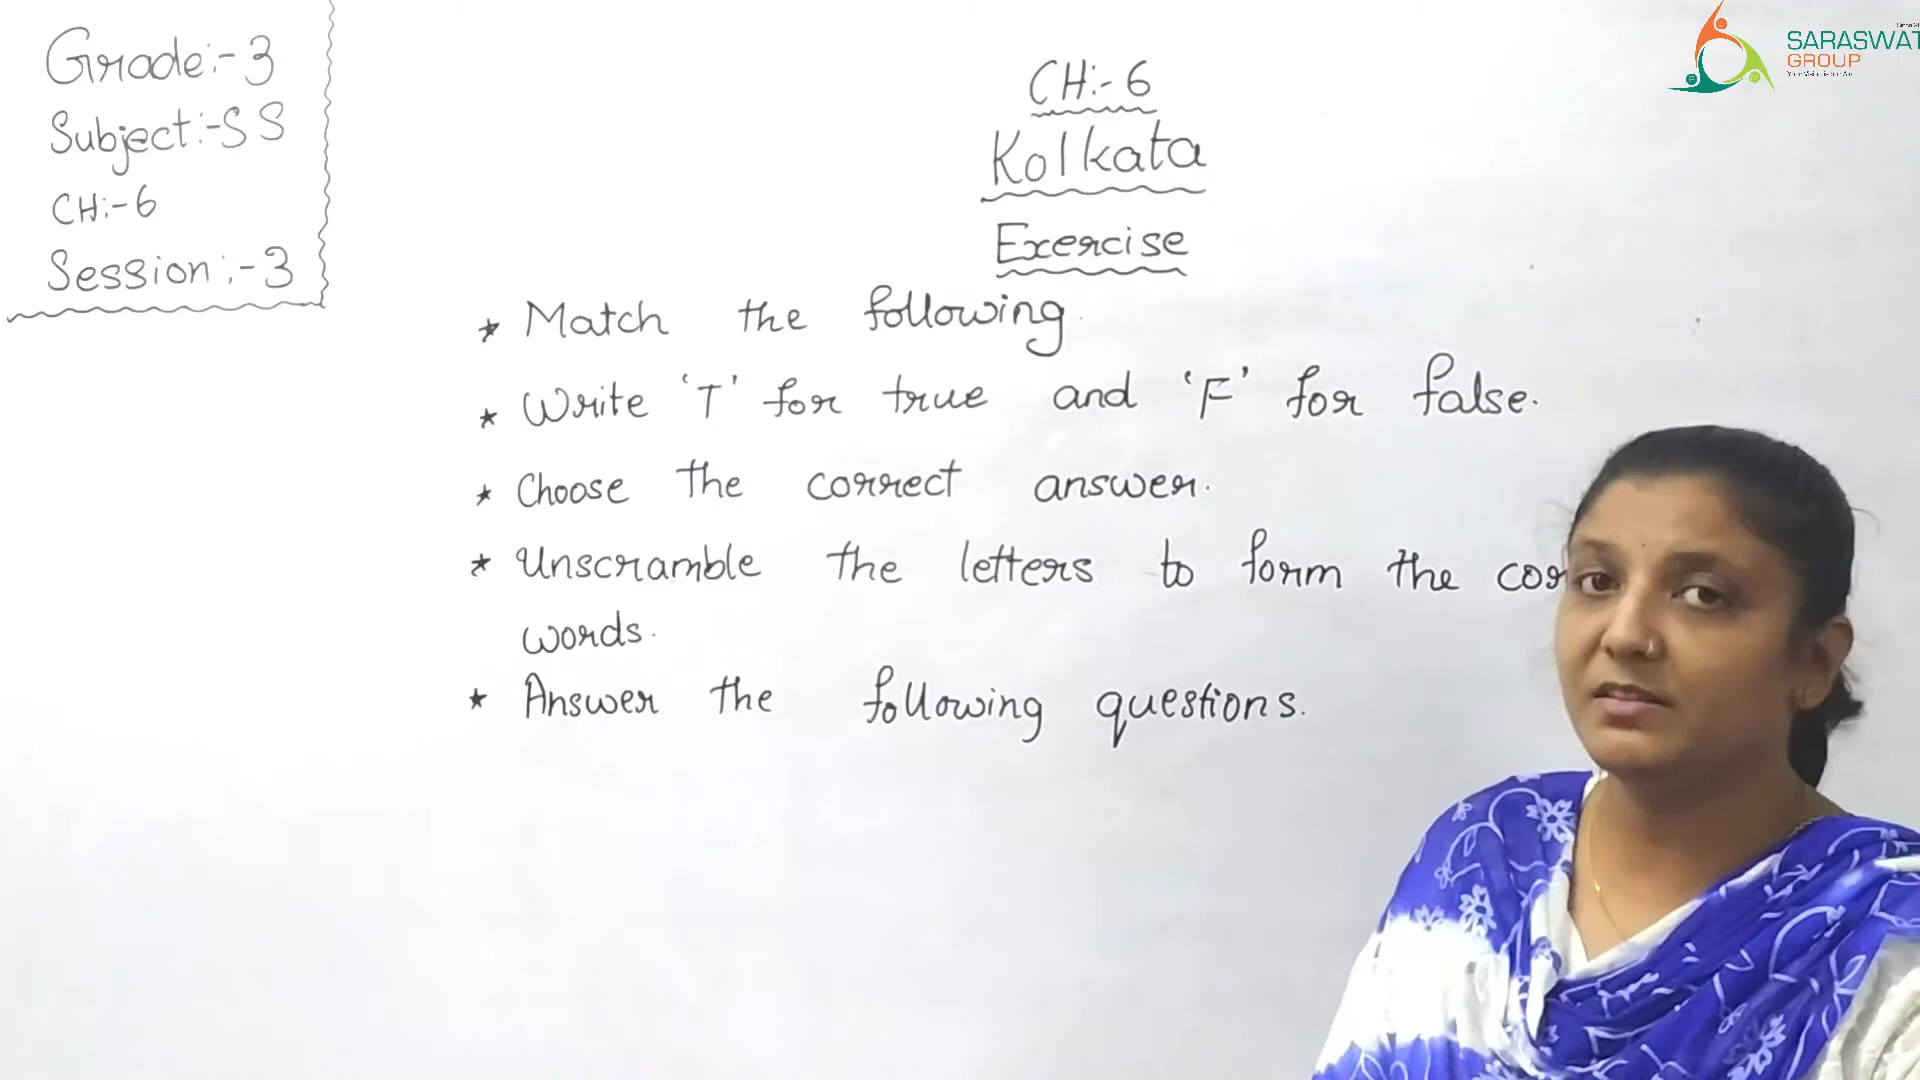 Grade:-3
Subject:-SS
CH:-6
Session:-3
CH:-6
Kolkata
Exercise
* Match the following.
* Write 'T' for true and 'F' for false.
* Choose the correct answer.
* Unscramble the letters to form the
words.
* Answer the following questions.
SARASWAT
GROUP